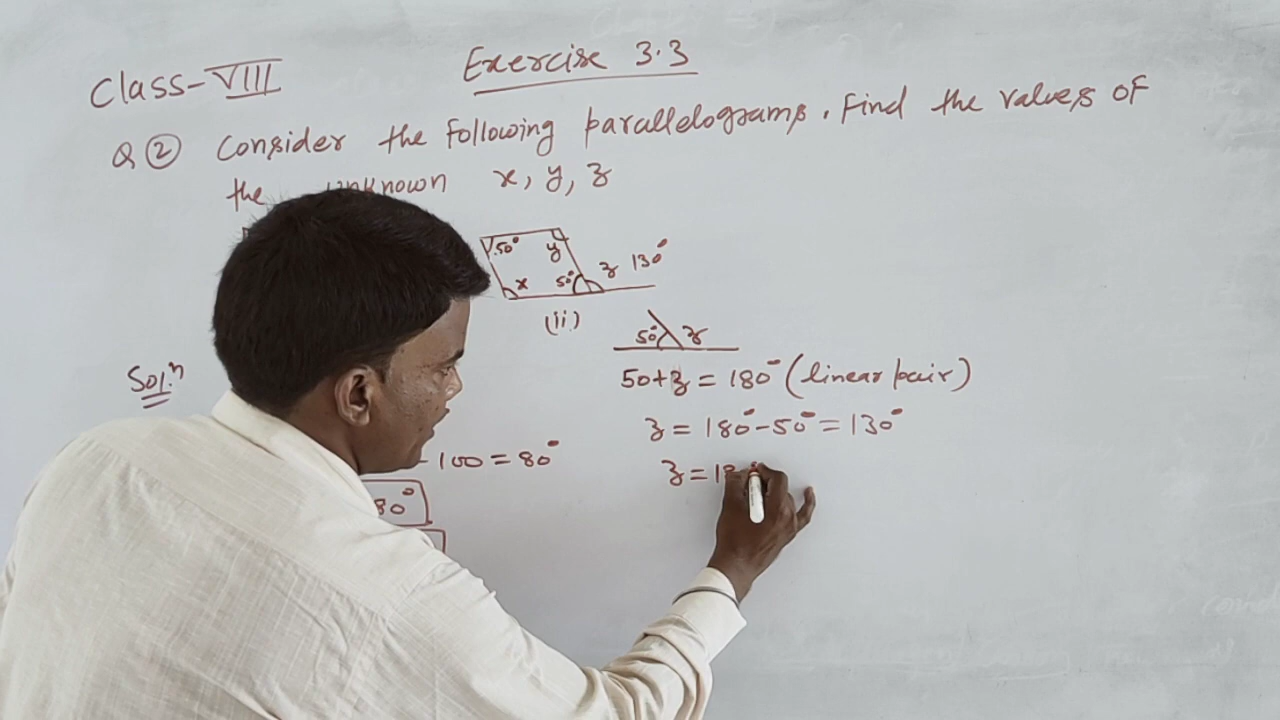 Class-VIII
Exercise 3.3
Q ② Consider the following parallelograms. Find the values of
the unknown x, y, z
50° y
x 50° z 130°
(ii)
50° z
Sol.ⁿ
50+z = 180° (linear pair)
z = 180°-50° = 130°
- 100 = 80°
z = 13
80°